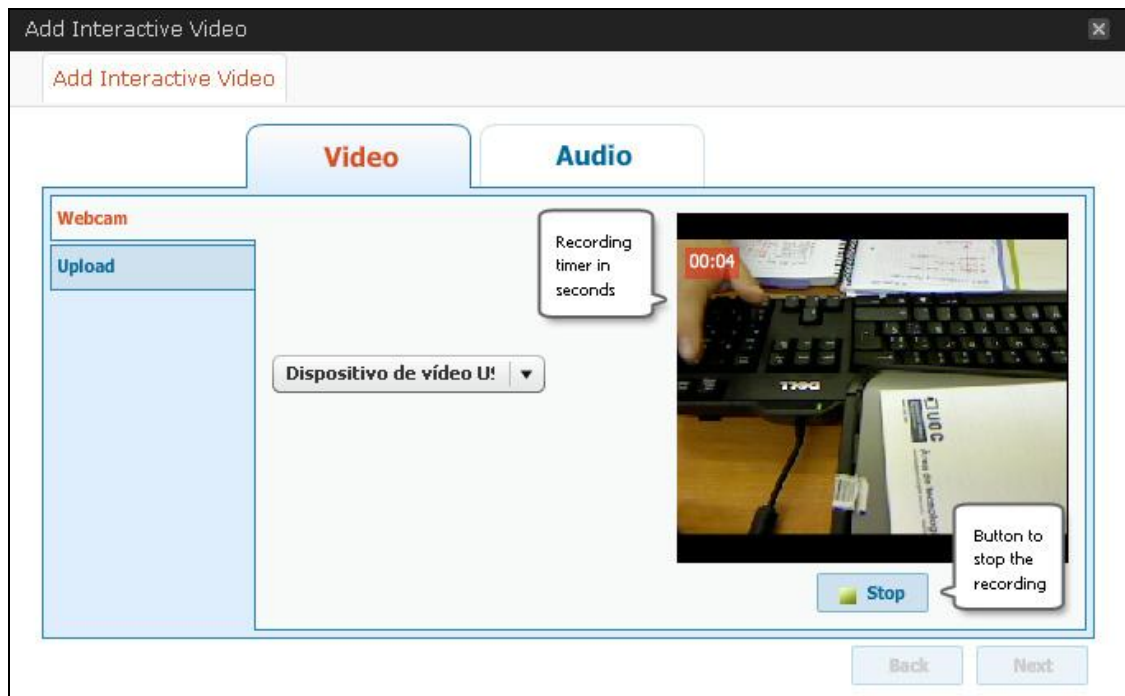 Add Interactive Video
Add Interactive Video
Video
Audio
Webcam
Upload
Recording
timer in
seconds
00:04
Dispositivo de vídeo U
DELL
UOC
Button to
stop the
recording
Stop
Back
Next